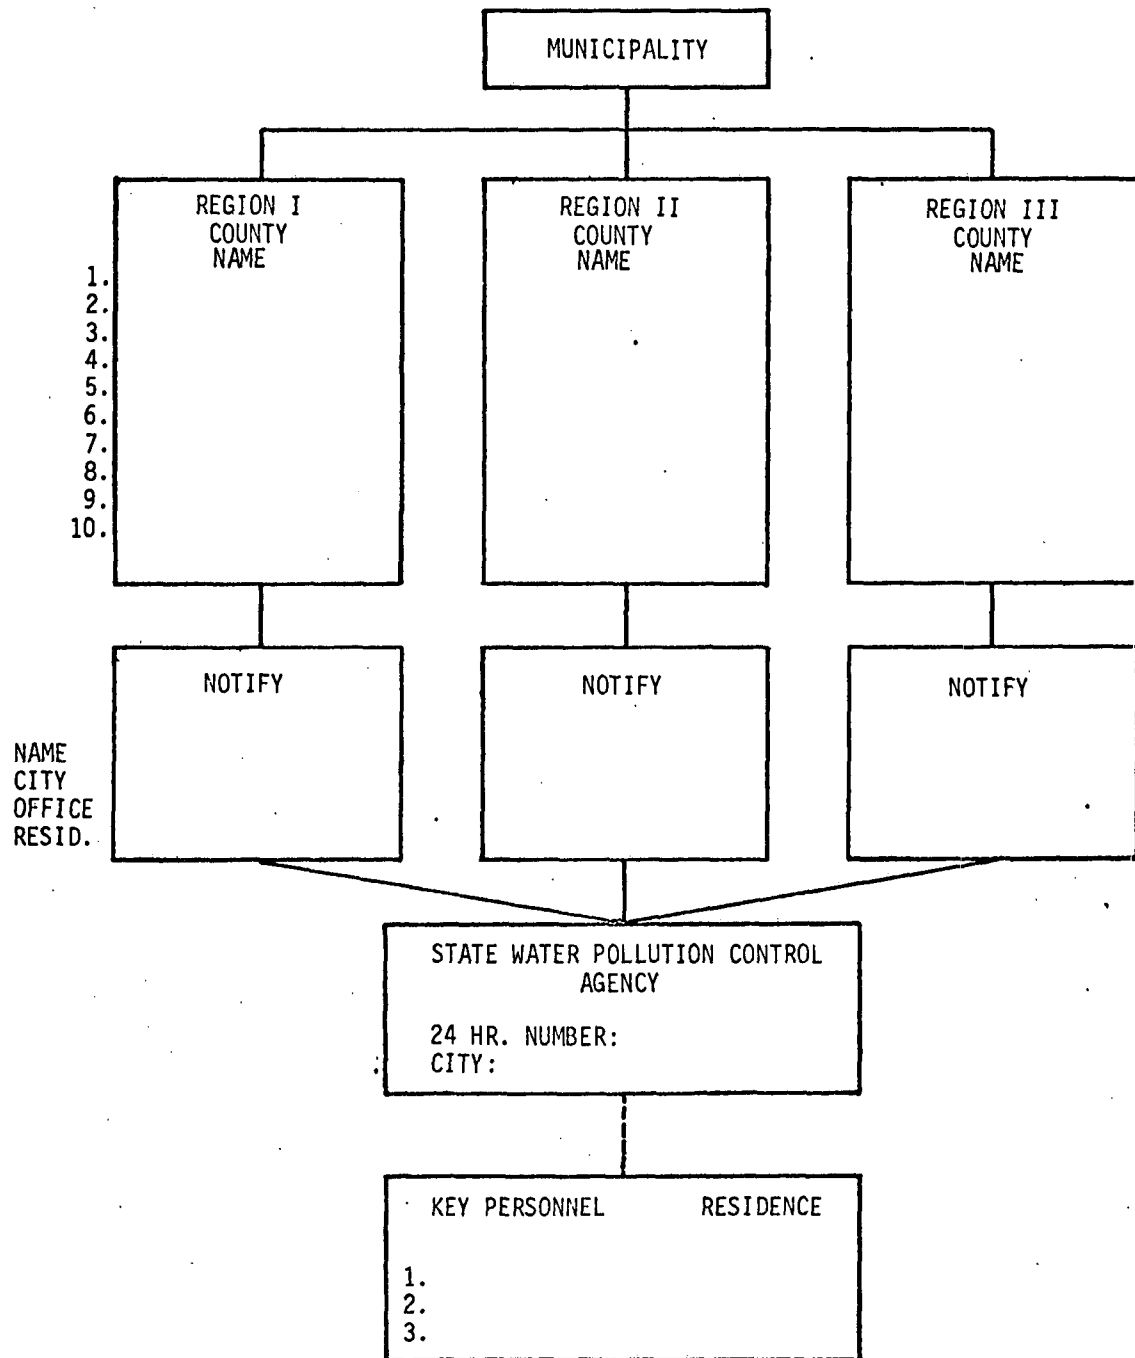 MUNICIPALITY
REGION I
COUNTY
NAME
REGION II
COUNTY
NAME
REGION III
COUNTY
NAME
1.
2.
3.
4.
5.
6.
7.
8.
9.
10.
NOTIFY
NOTIFY
NOTIFY
NAME
CITY
OFFICE
RESID.
STATE WATER POLLUTION CONTROL
AGENCY
24 HR. NUMBER:
CITY:
KEY PERSONNEL RESIDENCE
1.
2.
3.